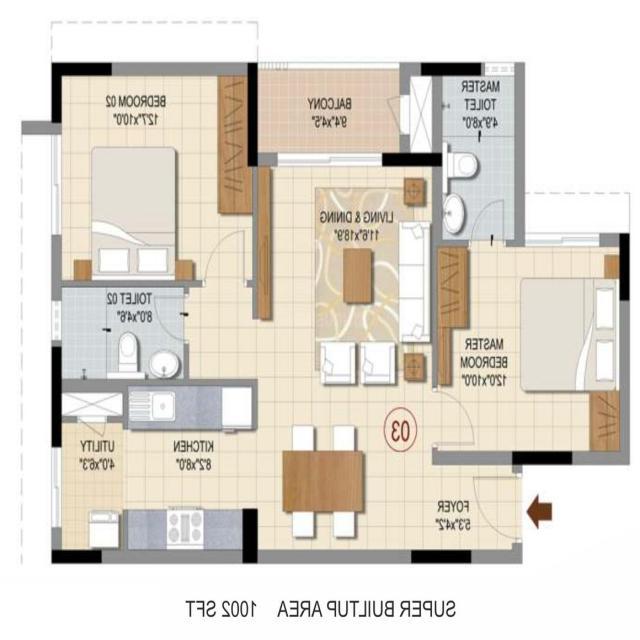 BEDROOM 02
12'7"x10'0"
BALCONY
9'4"x4'5"
MASTER
TOILET
4'9"x8'0"
LIVING & DINING
11'6"x18'9"
TOILET 02
8'0"x4'6"
MASTER
BEDROOM
12'0"x10'0"
03
UTILITY
4'0"x6'3"
KITCHEN
8'2"x8'0"
FOYER
5'3"x4'2"
SUPER BUILTUP AREA 1002 SFT